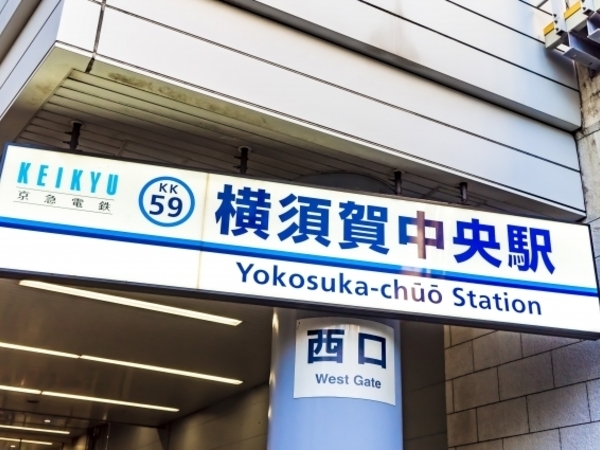 KEIKYU
京急電鉄
KK
59
横須賀中央駅
Yokosuka-chūō Station
西口
West Gate